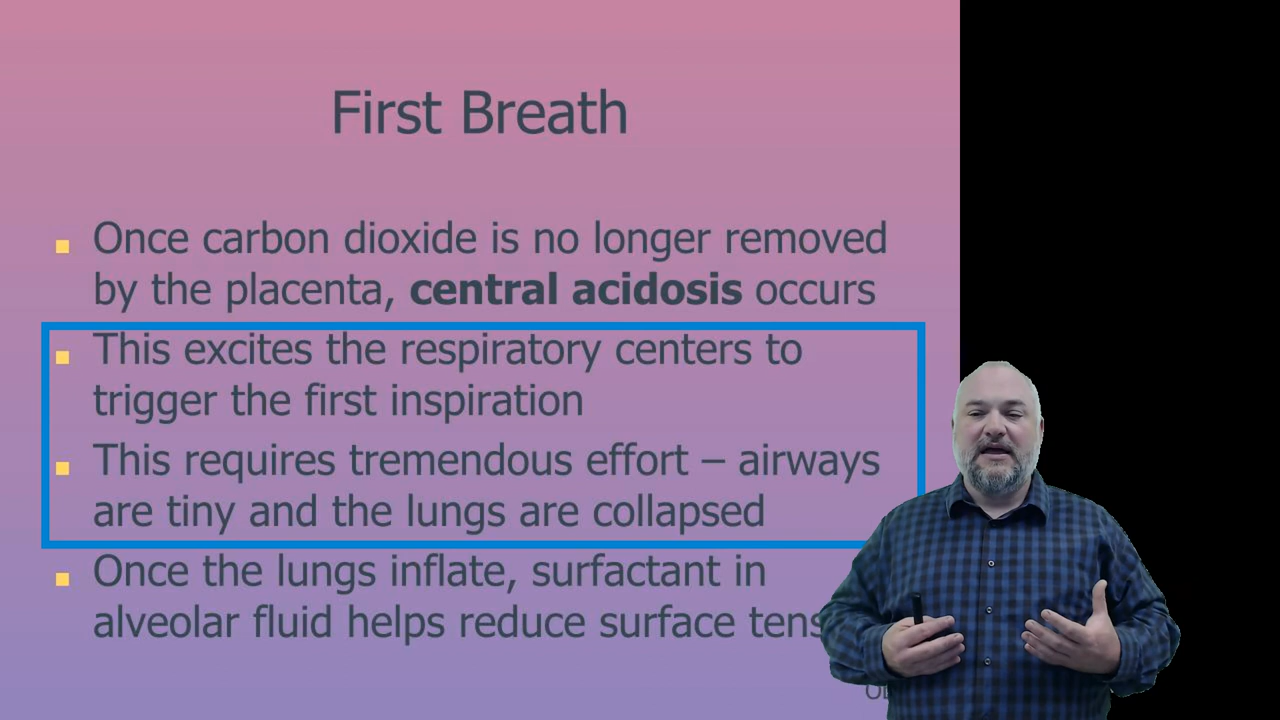 First Breath
Once carbon dioxide is no longer removed
by the placenta, central acidosis occurs
This excites the respiratory centers to
trigger the first inspiration
This requires tremendous effort – airways
are tiny and the lungs are collapsed
Once the lungs inflate, surfactant in
alveolar fluid helps reduce surface